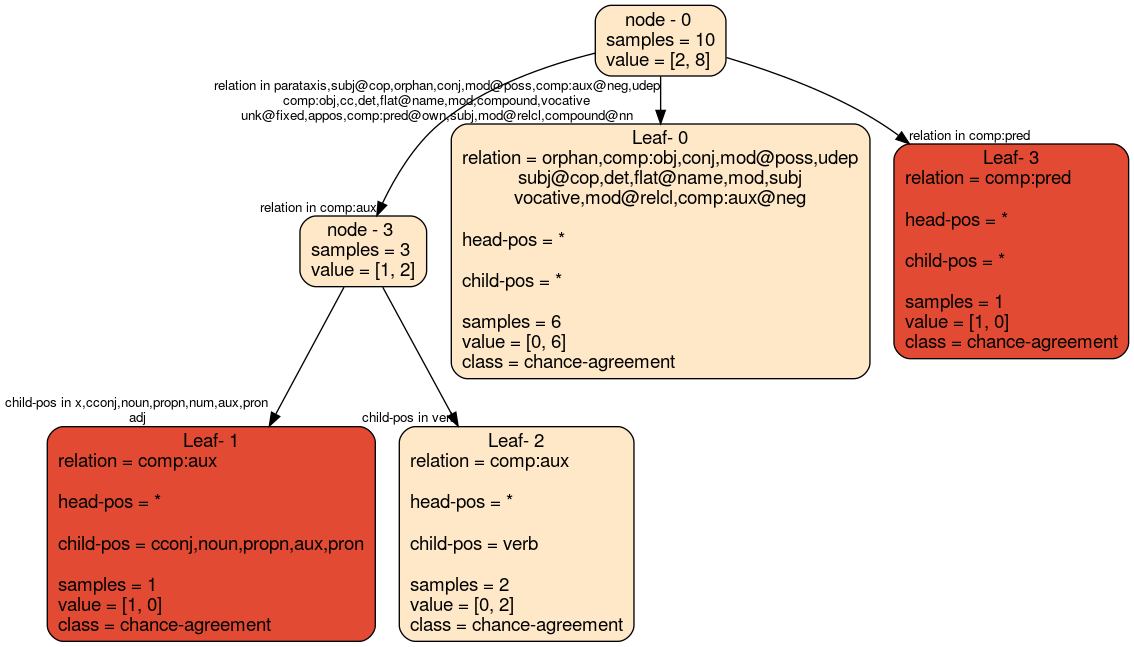 node - 0
samples = 10
value = [2, 8]
relation in parataxis,subj@cop,orphan,conj,mod@poss,comp:aux@neg,udep
comp:obj,cc,det,flat@name,mod,compound,vocative
unk@fixed,appos,comp:pred@own,subj,mod@relcl,compound@nn
relation in comp:pred
Leaf- 0
relation = orphan,comp:obj,conj,mod@poss,udep
subj@cop,det,flat@name,mod,subj
vocative,mod@relcl,comp:aux@neg
head-pos = *
child-pos = *
samples = 6
value = [0, 6]
class = chance-agreement
Leaf- 3
relation = comp:pred
head-pos = *
child-pos = *
samples = 1
value = [1, 0]
class = chance-agreement
relation in comp:aux
node - 3
samples = 3
value = [1, 2]
child-pos in x,cconj,noun,propn,num,aux,pron
adj
child-pos in verb
Leaf- 1
relation = comp:aux
head-pos = *
child-pos = cconj,noun,propn,aux,pron
samples = 1
value = [1, 0]
class = chance-agreement
Leaf- 2
relation = comp:aux
head-pos = *
child-pos = verb
samples = 2
value = [0, 2]
class = chance-agreement